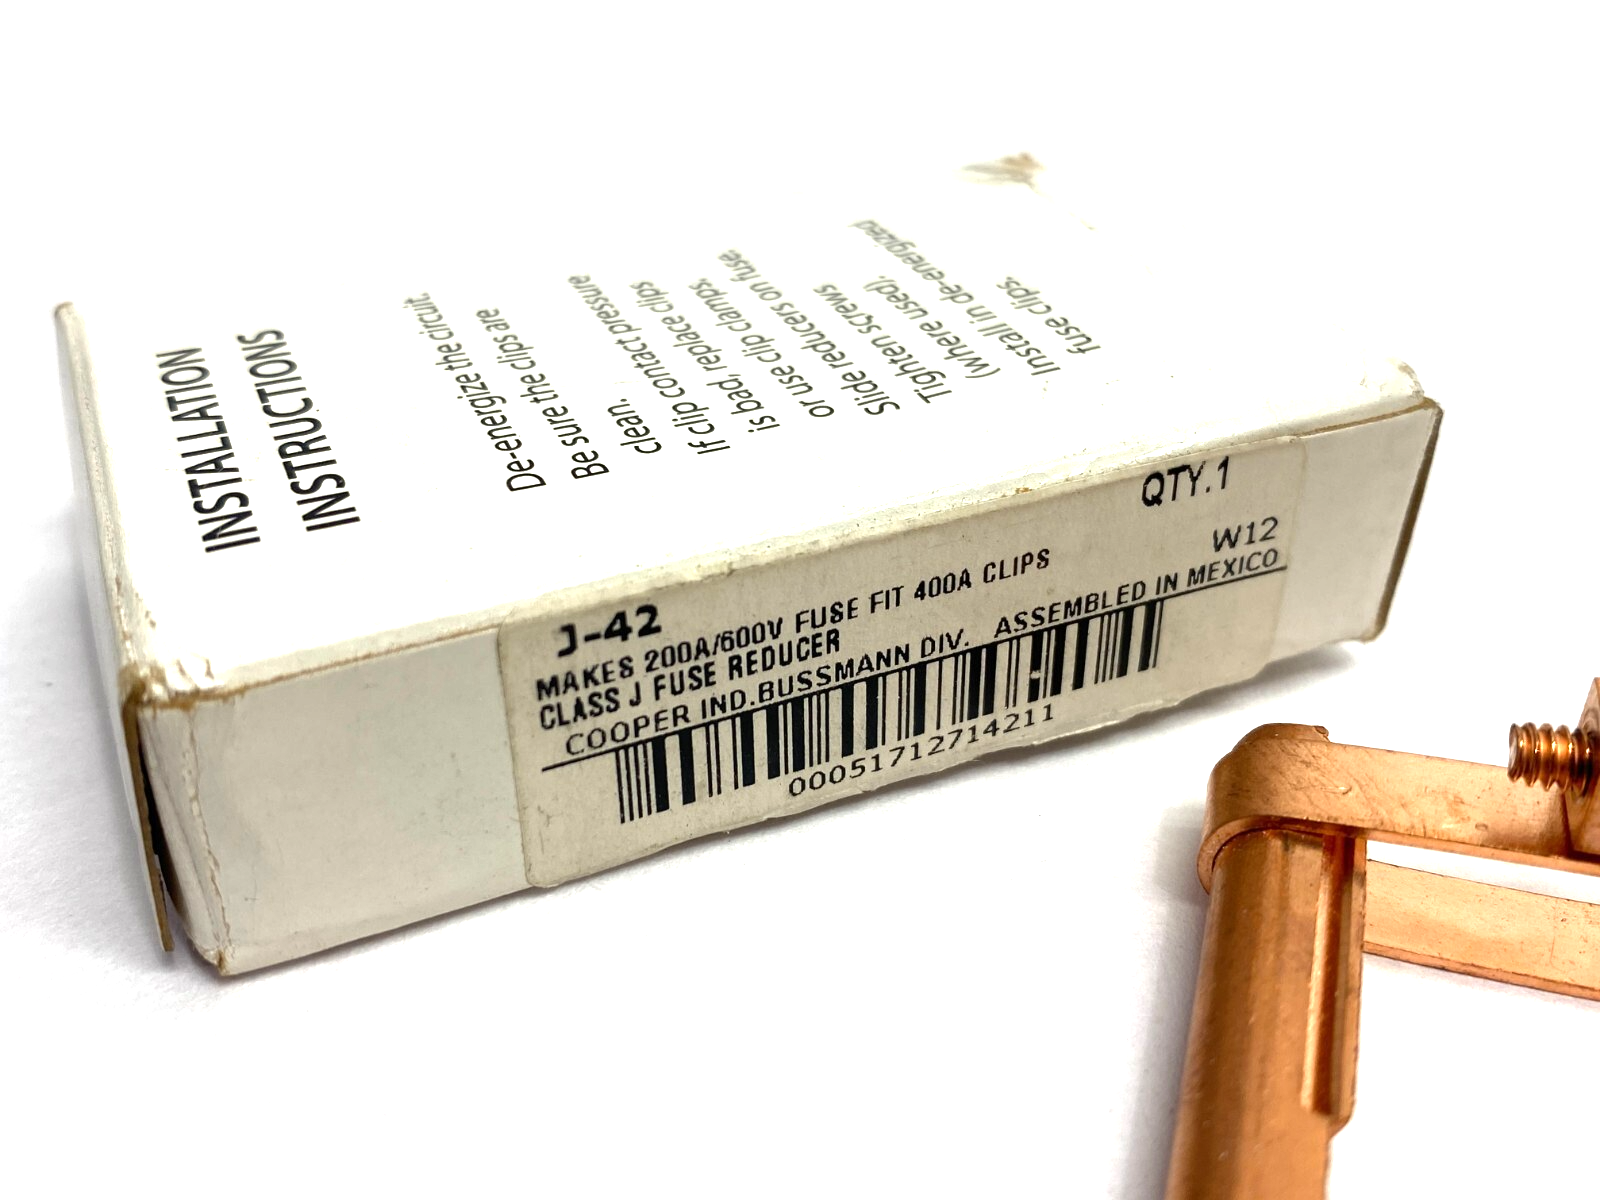 INSTALLATION
INSTRUCTIONS
De-energize the circuit.
Be sure the clips are
clean.
If clip contact pressure
is bad, replace clips
or use clip clamps.
Slide reducers on fuse.
Tighten screws
(where used).
Install in de-energized
fuse clips.
J-42
QTY.1
MAKES 200A/600V FUSE FIT 400A CLIPS
CLASS J FUSE REDUCER
W12
COOPER IND.BUSSMANN DIV. ASSEMBLED IN MEXICO
00051712714211